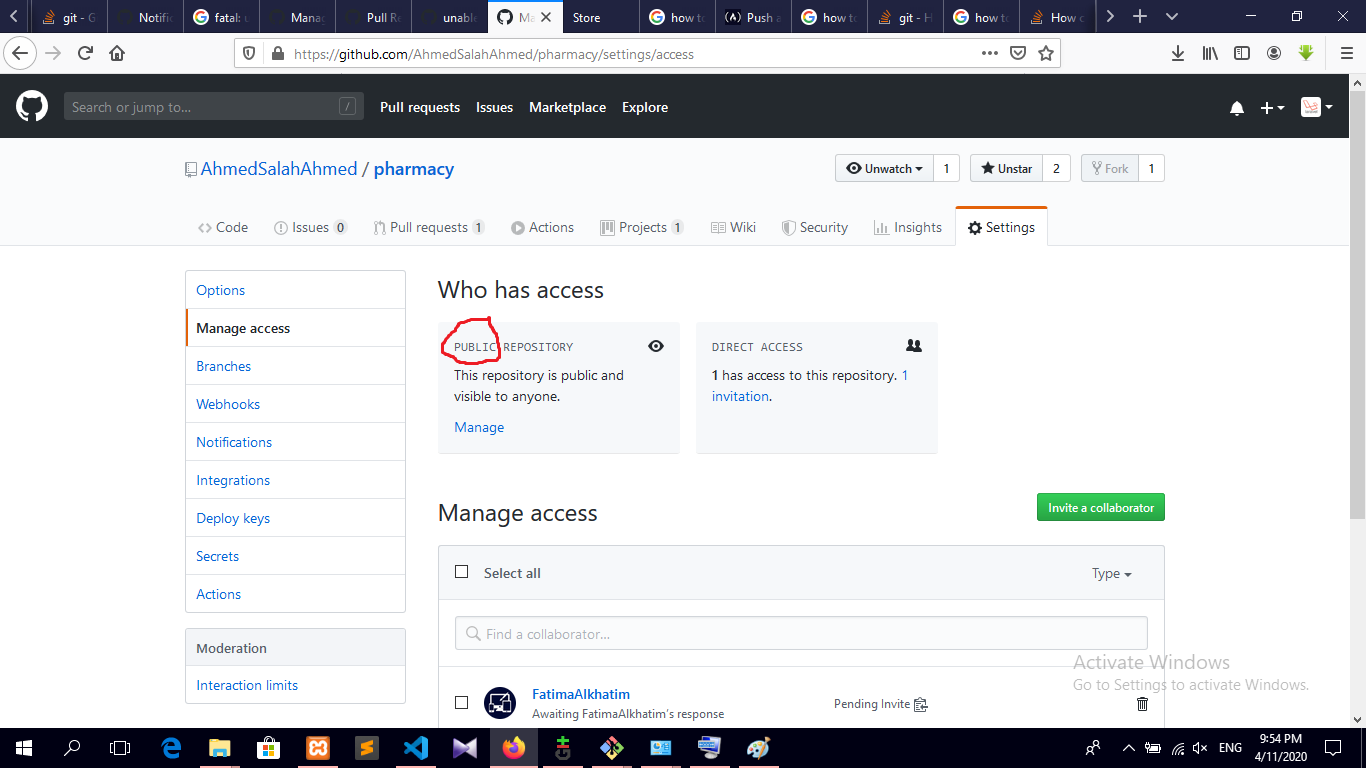 git - G
Notific
fatal: u
Manag
Pull Re
unable
Ma
Store
how to
Push a
how to
git - H
how to
How c
https://github.com/AhmedSalahAhmed/pharmacy/settings/access
Search or jump to...
/
Pull requests
Issues
Marketplace
Explore
AhmedSalahAhmed / pharmacy
Unwatch 1
Unstar 2
Fork 1
Code
Issues 0
Pull requests 1
Actions
Projects 1
Wiki
Security
Insights
Settings
Options
Manage access
Branches
Webhooks
Notifications
Integrations
Deploy keys
Secrets
Actions
Moderation
Interaction limits
Who has access
PUBLIC REPOSITORY
This repository is public and
visible to anyone.
Manage
DIRECT ACCESS
1 has access to this repository. 1
invitation.
Manage access
Invite a collaborator
Select all
Type
Find a collaborator...
FatimaAlkhatim
Awaiting FatimaAlkhatim's response
Pending Invite
Activate Windows
Go to Settings to activate Windows.
ENG
9:54 PM
4/11/2020